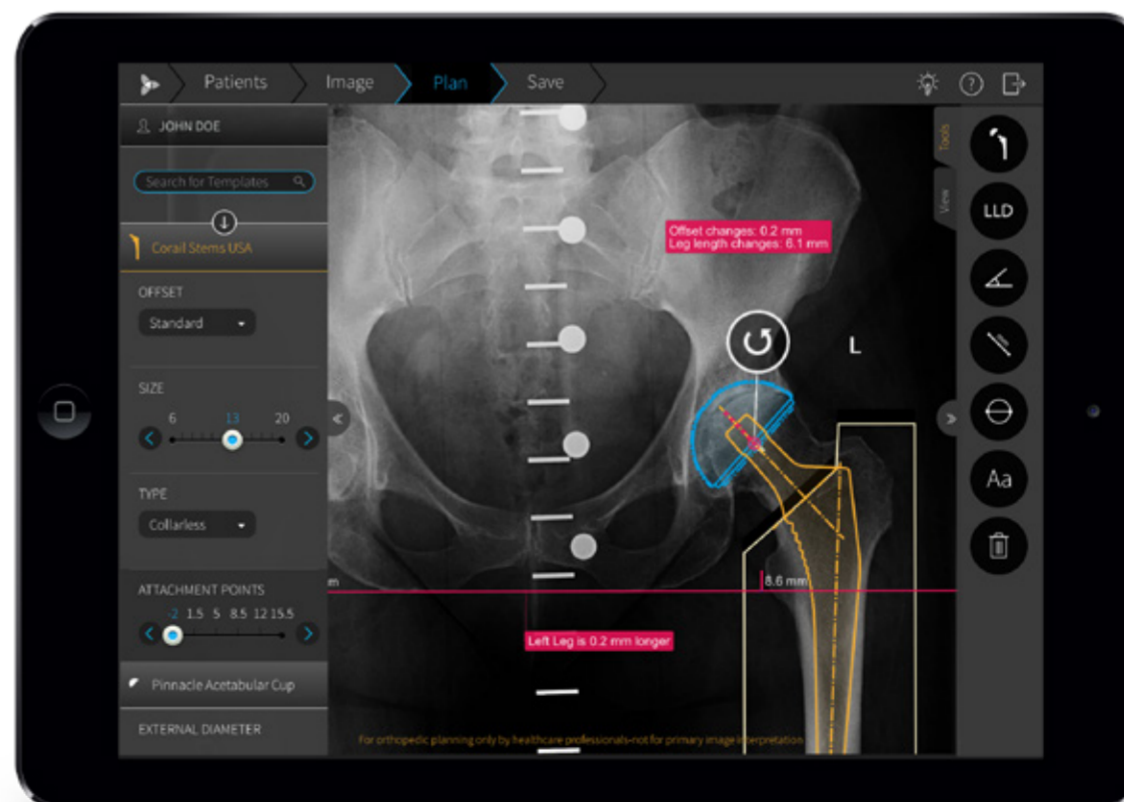 Patients
Image
Plan
Save
JOHN DOE
Search for Templates
Corail Stems USA
OFFSET
Standard
SIZE
6 13 20
TYPE
Collarless
ATTACHMENT POINTS
-2 1.5 5 8.5 12 15.5
Pinnacle Acetabular Cup
EXTERNAL DIAMETER
Offset changes: 0.2 mm
Leg length changes: 6.1 mm
L
m
8.6 mm
Left Leg is 0.2 mm longer
For orthopedic planning only by healthcare professionals-not for primary image interpretation
Tools
View
LLD
Aa